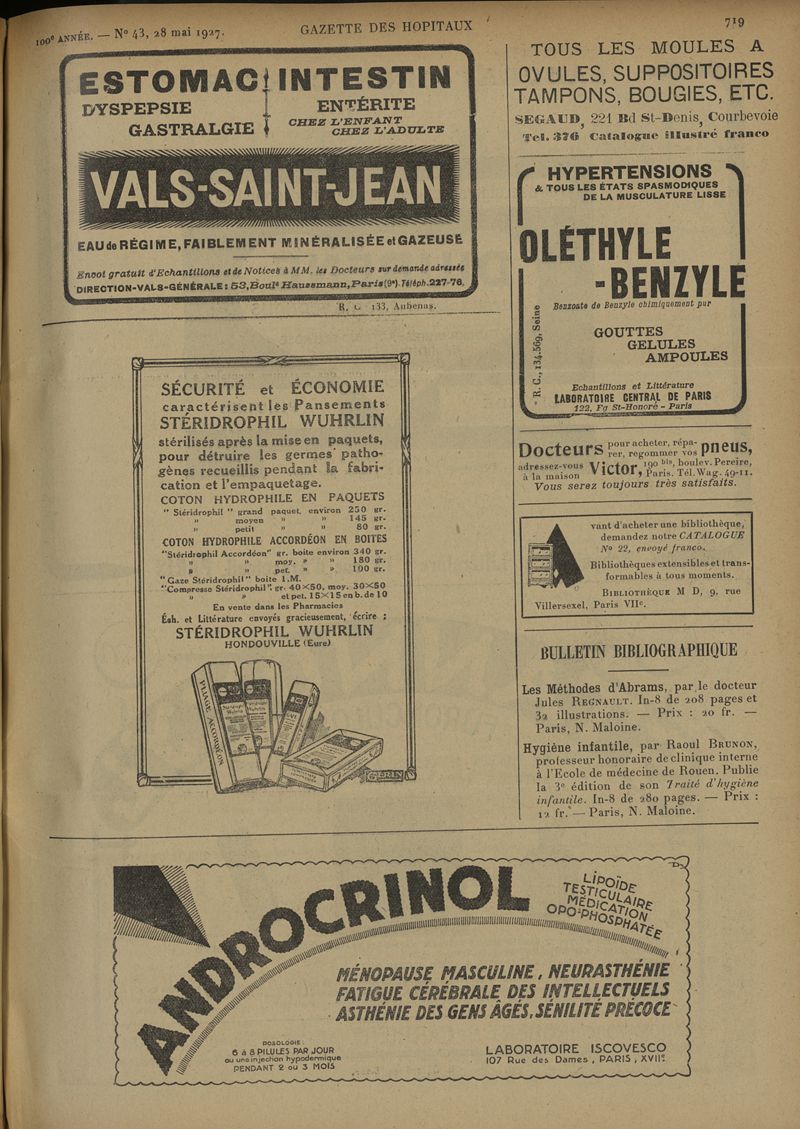 100e ANNÉE. — No 43, 28 mai 1927.
GAZETTE DES HOPITAUX
719
ESTOMAC INTESTIN
DYSPEPSIE
GASTRALGIE
ENTÉRITE
CHEZ L'ENFANT
CHEZ L'ADULTE
VALS-SAINT-JEAN
EAU de RÉGIME, FAIBLEMENT MINÉRALISÉE et GAZEUSE
Envoi gratuit d'Echantillons et de Notices à MM. les Docteurs sur demande adressée
DIRECTION-VALS-GÉNÉRALE : 53, Boulᵈ Haussmann, Paris (9ᵉ). Téléph. 227-76.
R. C. 133, Aubenas.
SÉCURITÉ et ÉCONOMIE
caractérisent les Pansements
STÉRIDROPHIL WUHRLIN
stérilisés après la mise en paquets,
pour détruire les germes patho-
gènes recueillis pendant la fabri-
cation et l'empaquetage.
COTON HYDROPHILE EN PAQUETS
" Stéridrophil " grand paquet, environ 250 gr.
" moyen " " 145 gr.
" petit " " 80 gr.
COTON HYDROPHILE ACCORDÉON EN BOITES
"Stéridrophil Accordéon" gr. boite environ 340 gr.
" " moy. " " 180 gr.
" " pet. " " 100 gr.
" Gaze Stéridrophil " boite 1.M.
"Compresse Stéridrophil". gr. 40×50, moy. 30×50
" " et pet. 15×15 en b. de 10
En vente dans les Pharmacies
Éch. et Littérature envoyés gracieusement, écrire :
STÉRIDROPHIL WUHRLIN
HONDOUVILLE (Eure)
PLIAGE ACCORDÉON
TOUS LES MOULES A
OVULES, SUPPOSITOIRES
TAMPONS, BOUGIES, ETC.
SEGAUD, 221 Bd St-Denis, Courbevoie
Tel. 376 Catalogue illustré franco
HYPERTENSIONS
& TOUS LES ÉTATS SPASMODIQUES
DE LA MUSCULATURE LISSE
OLÉTHYLE
-BENZYLE
Benzoate de Benzyle chimiquement pur
GOUTTES
GELULES
AMPOULES
R. C., 134.569, Seine
Echantillons et Littérature
LABORATOIRE CENTRAL DE PARIS
122, Fg St-Honoré - Paris
Docteurs pour acheter, répa-
rer, regommer vos pneus,
adressez-vous
à la maison Victor, 190 bis, boulev. Pereire,
Paris. Tél. Wag. 49-11.
Vous serez toujours très satisfaits.
Avant d'acheter une bibliothèque,
demandez notre CATALOGUE
No 22, envoyé franco.
Bibliothèques extensibles et trans-
formables à tous moments.
BIBLIOTHÈQUE M D, 9, rue
Villersexel, Paris VIIe.
BULLETIN BIBLIOGRAPHIQUE
Les Méthodes d'Abrams, par le docteur
Jules REGNAULT. In-8 de 208 pages et
32 illustrations. — Prix : 20 fr. —
Paris, N. Maloine.
Hygiène infantile, par Raoul BRUNON,
professeur honoraire de clinique interne
à l'Ecole de médecine de Rouen. Publie
la 3e édition de son Traité d'hygiène
infantile. In-8 de 280 pages. — Prix :
12 fr. — Paris, N. Maloine.
ANDROCRINOL
LIPOÏDE
TESTICULAIRE
MÉDICATION
OPO-PHOSPHATÉE
MÉNOPAUSE MASCULINE, NEURASTHÉNIE
FATIGUE CÉRÉBRALE DES INTELLECTUELS
ASTHÉNIE DES GENS ÂGÉS, SÉNILITÉ PRÉCOCE
POSOLOGIE :
6 à 8 PILULES PAR JOUR
ou une injection hypodermique
PENDANT 2 ou 3 MOIS
LABORATOIRE ISCOVESCO
107 Rue des Dames, PARIS, XVIIe